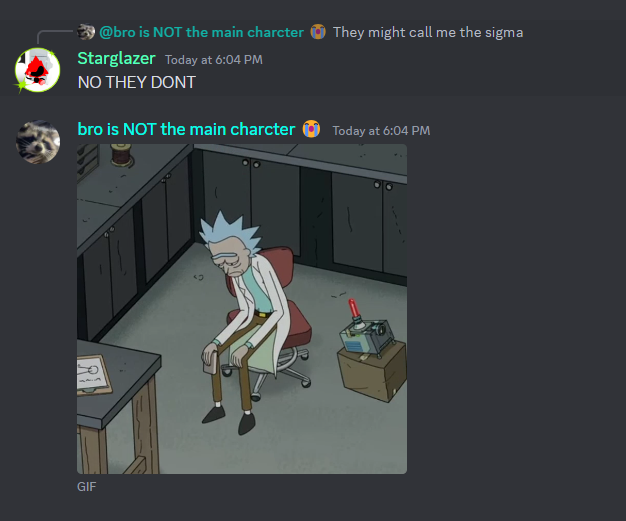 @bro is NOT the main charcter 😭 They might call me the sigma
Starglazer Today at 6:04 PM
NO THEY DONT
bro is NOT the main charcter 😭 Today at 6:04 PM
GIF